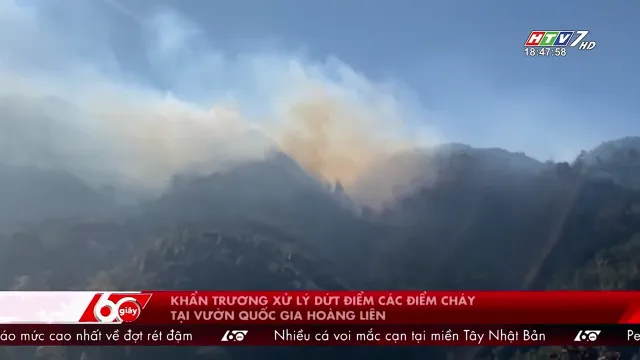 HTV7 HD
18:47:58
60 giây
KHẨN TRƯƠNG XỬ LÝ DỨT ĐIỂM CÁC ĐIỂM CHÁY
TẠI VƯỜN QUỐC GIA HOÀNG LIÊN
áo mức cao nhất về đợt rét đậm 60 giây Nhiều cá voi mắc cạn tại miền Tây Nhật Bản 60 giây Pe